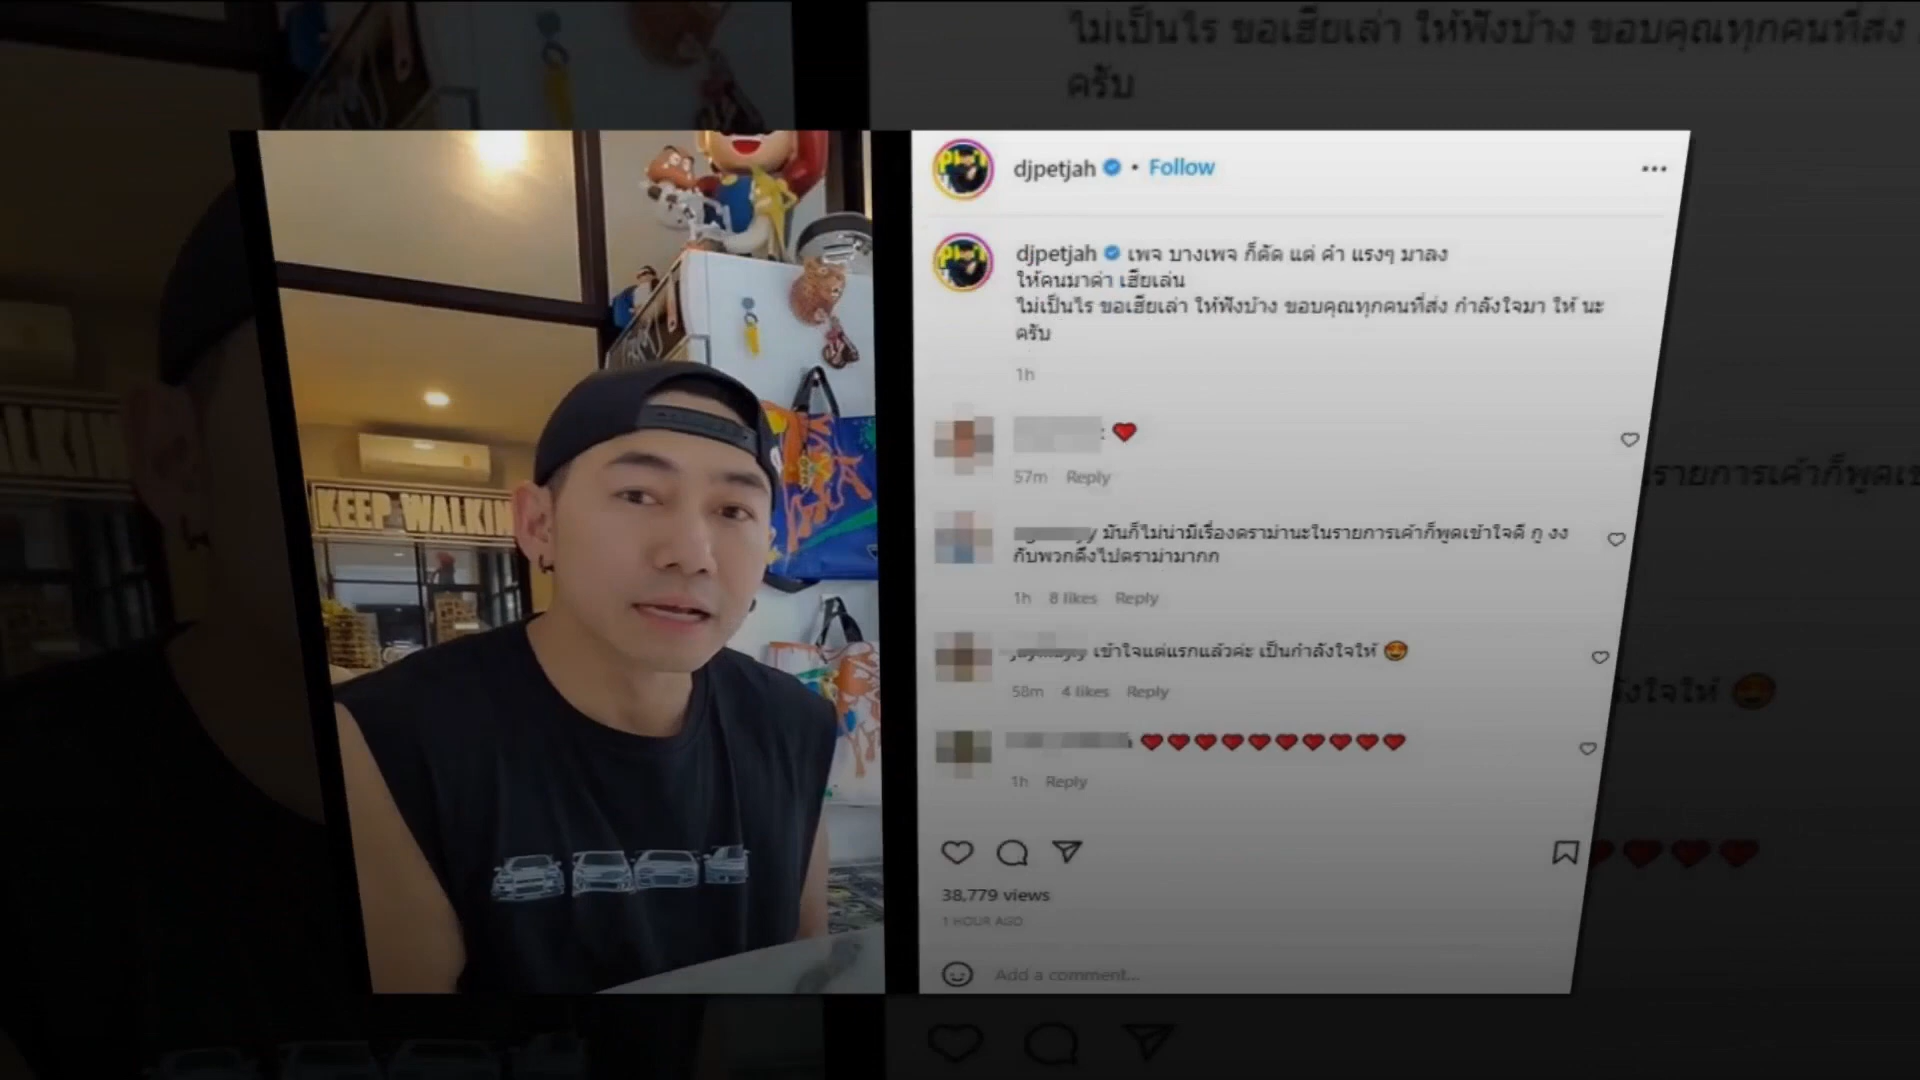 ไม่เป็นไร ขอเฮียเล่า ให้ฟังบ้าง ขอบคุณทุกคนที่ส่ง
ครับ
KEEP WALKIN
djpetjah • Follow
djpetjah เพจ บางเพจ ก็ตัด แต่ คำ แรงๆ มาลง
ให้คนมาด่า เฮียเล่น
ไม่เป็นไร ขอเฮียเล่า ให้ฟังบ้าง ขอบคุณทุกคนที่ส่ง กำลังใจมา ให้ นะ
ครับ
1h
57m Reply
มันก็ไม่น่ามีเรื่องดราม่านะในรายการเค้าก็พูดเข้าใจดี กู งง
กับพวกดึงไปดราม่ามากก
1h 8 likes Reply
เข้าใจแต่แรกแล้วค่ะ เป็นกำลังใจให้ 😍
58m 4 likes Reply
❤❤❤❤❤❤❤❤❤❤
1h Reply
38,779 views
1 HOUR AGO
Add a comment...
รายการเค้าก็พูดเข้
ังใจให้ 😍